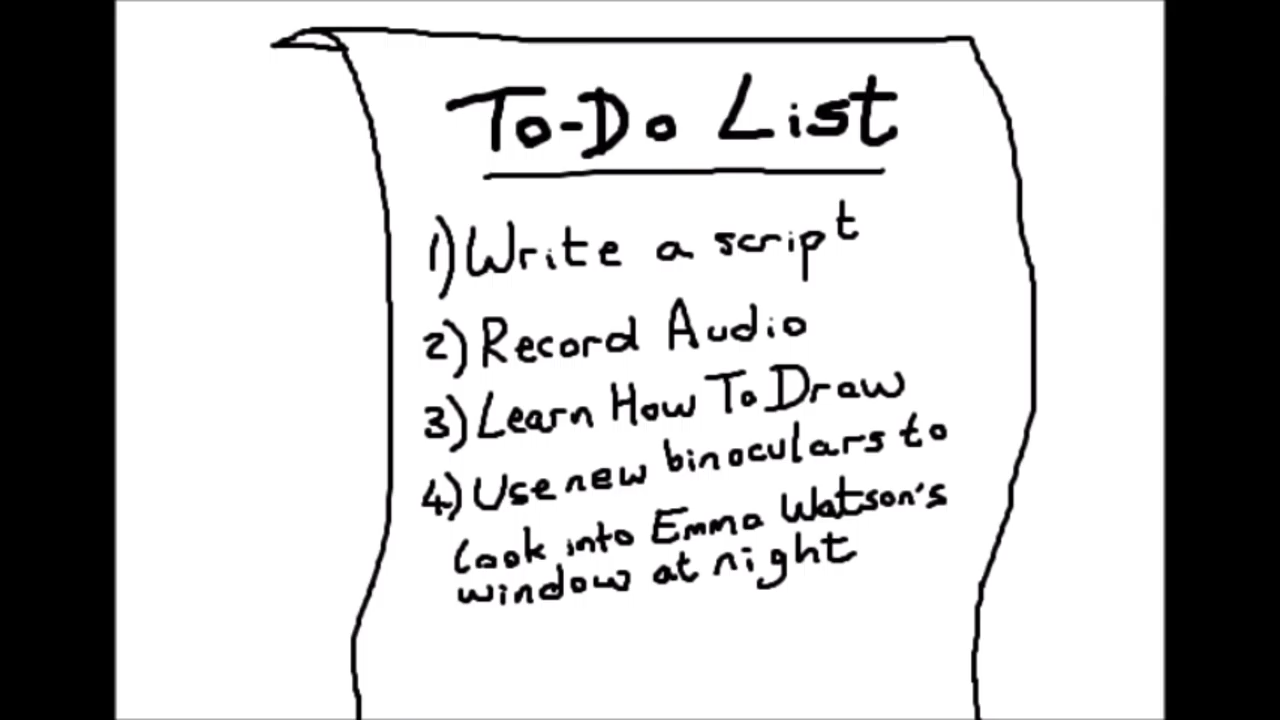 To-Do List
1) Write a script
2) Record Audio
3) Learn How To Draw
4) Use new binoculars to
look into Emma Watson's
window at night